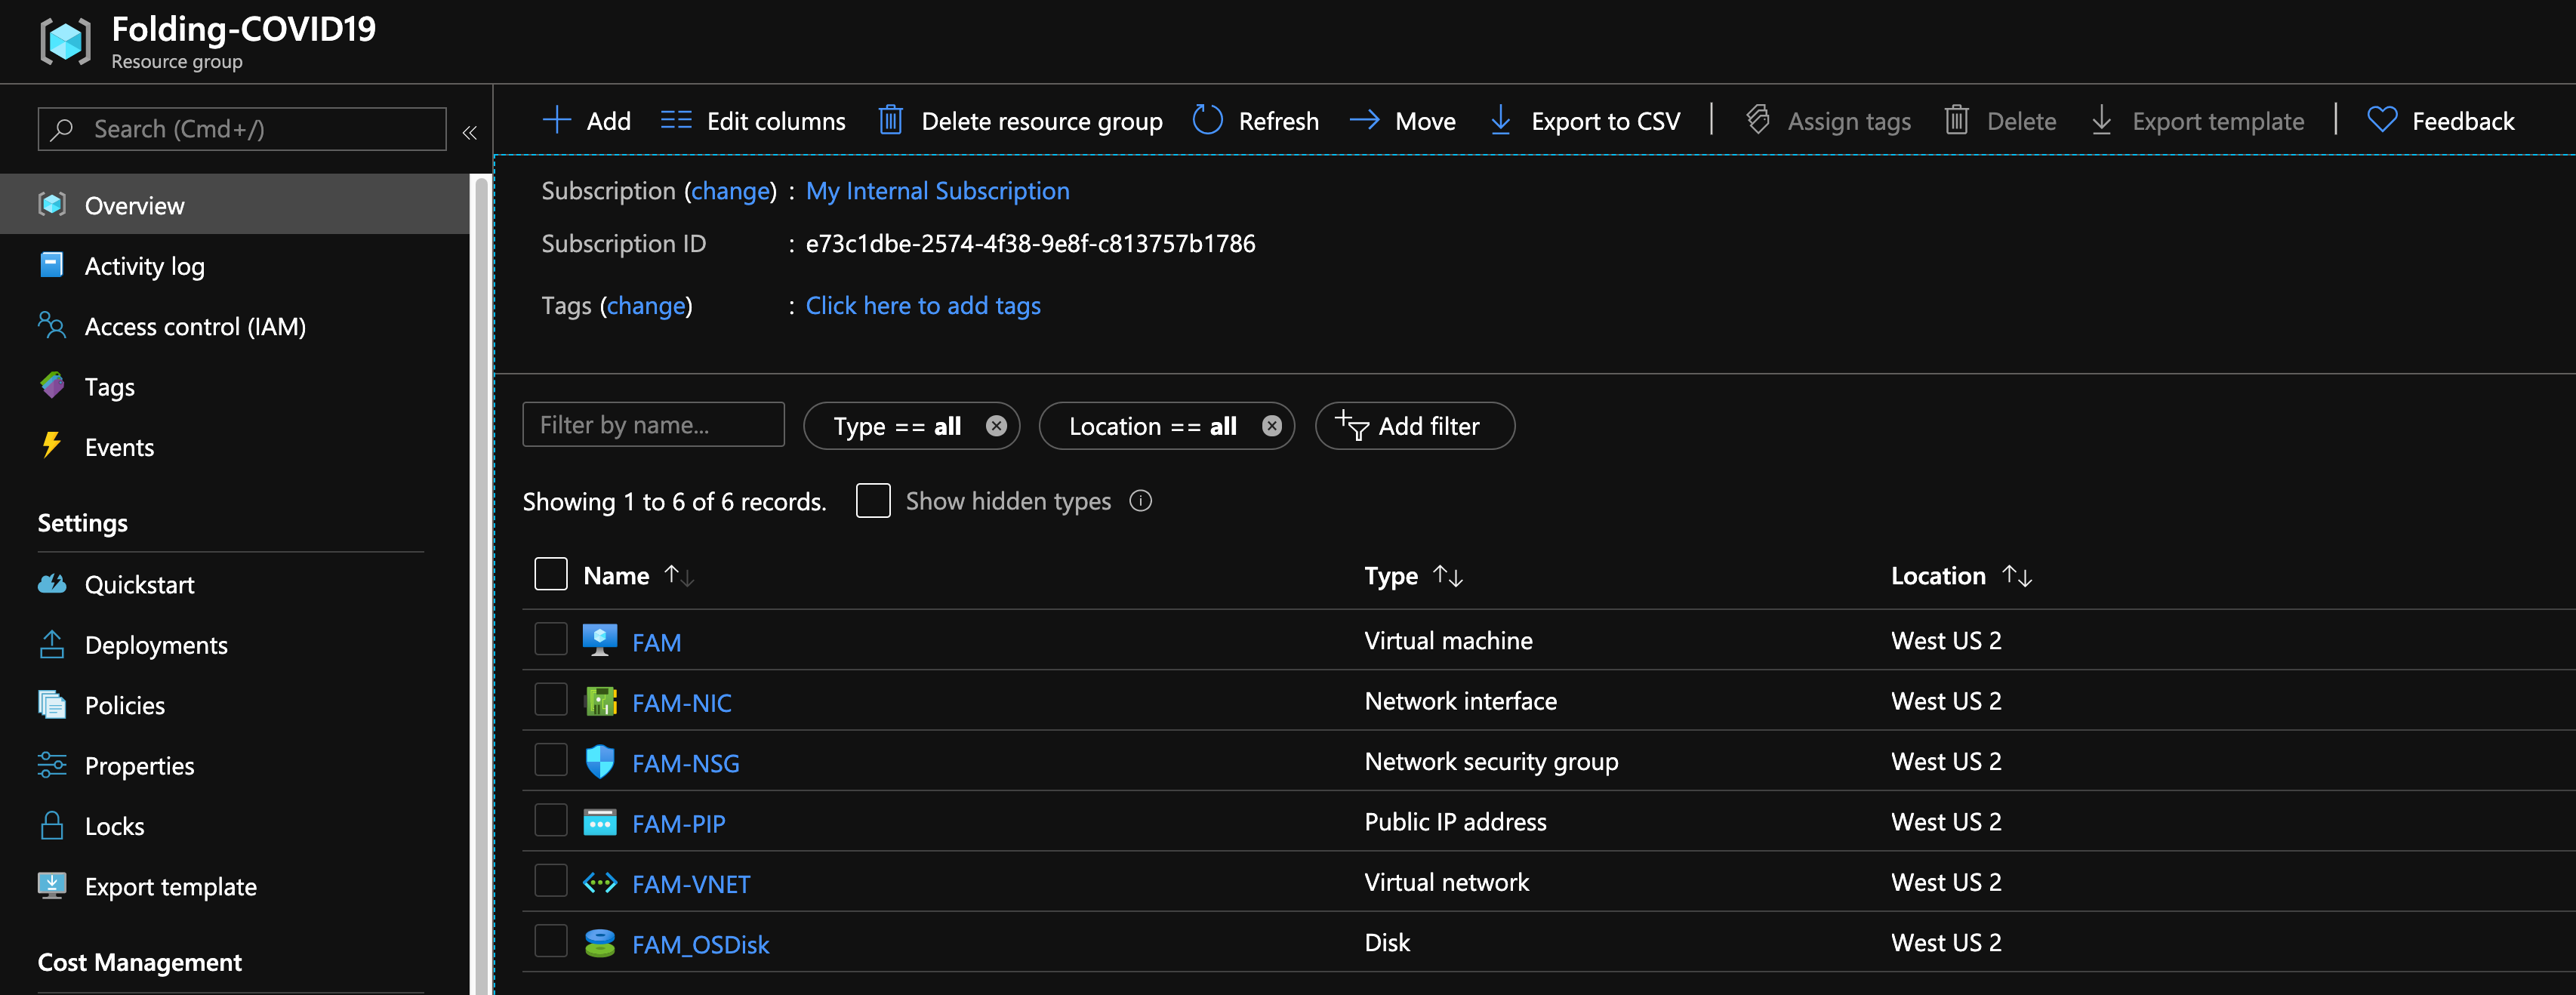 Folding-COVID19
Resource group
Search (Cmd+/)
«
Overview
Activity log
Access control (IAM)
Tags
Events
Settings
Quickstart
Deployments
Policies
Properties
Locks
Export template
Cost Management
Add Edit columns Delete resource group Refresh Move Export to CSV Assign tags Delete Export template Feedback
Subscription (change) : My Internal Subscription
Subscription ID : e73c1dbe-2574-4f38-9e8f-c813757b1786
Tags (change) : Click here to add tags
Filter by name... Type == all Location == all Add filter
Showing 1 to 6 of 6 records. Show hidden types
Name Type Location
FAM Virtual machine West US 2
FAM-NIC Network interface West US 2
FAM-NSG Network security group West US 2
FAM-PIP Public IP address West US 2
FAM-VNET Virtual network West US 2
FAM_OSDisk Disk West US 2